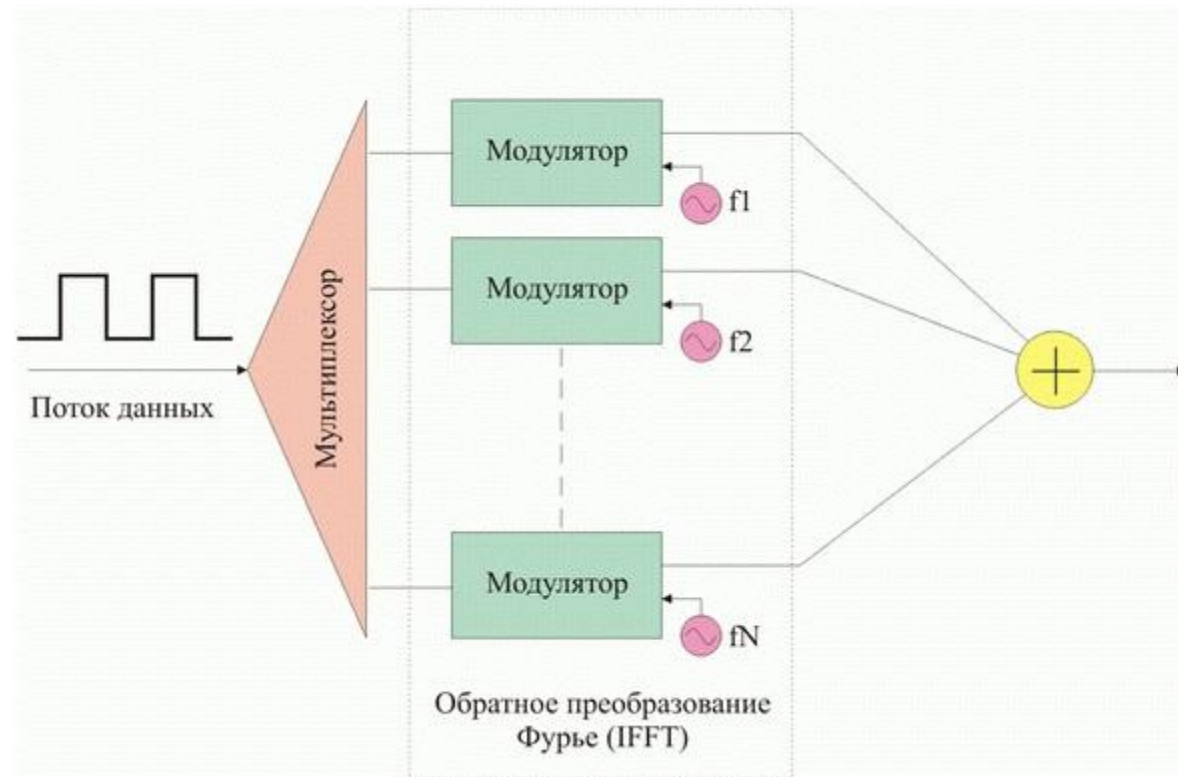 Модулятор
f1
Модулятор
f2
Мультиплексор
Поток данных
Модулятор
fN
Обратное преобразование
Фурье (IFFT)